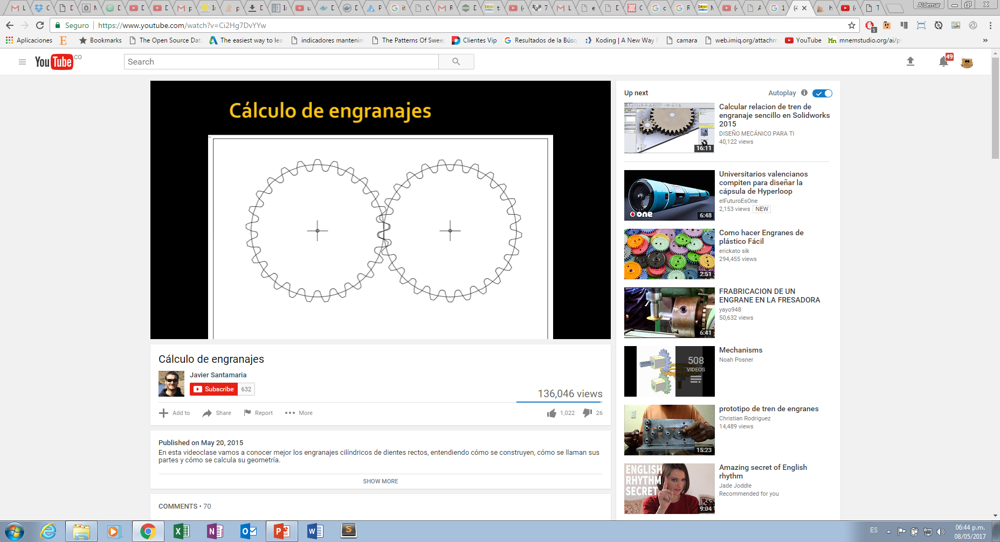 Aldemar
Seguro | https://www.youtube.com/watch?v=Ci2Hg7DvYYw
5
Aplicaciones
Bookmarks
The Open Source Dat
The easiest way to lea
indicadores manteni
The Patterns Of Swee
Clientes Vip
Resultados de la Búsq
Koding | A New Way
camara
web.imiq.org/attachm
YouTube
mnemstudio.org/ai/p
»
YouTube CO
Search
49
Cálculo de engranajes
Cálculo de engranajes
Javier Santamaria
Subscribe 632
136,046 views
Add to
Share
Report
More
1,022
26
Published on May 20, 2015
En esta videoclase vamos a conocer mejor los engranajes cilíndricos de dientes rectos, entendiendo cómo se construyen, cómo se llaman sus
partes y cómo se calcula su geometría.
SHOW MORE
COMMENTS • 70
Up next
Autoplay
16:11
Calcular relacion de tren de
engranaje sencillo en Solidworks
2015
DISEÑO MECÁNICO PARA TI
40,122 views
one
6:48
Universitarios valencianos
compiten para diseñar la
cápsula de Hyperloop
elFuturoEsOne
2,153 views NEW
2:51
Como hacer Engranes de
plástico Fácil
erickato sik
294,455 views
6:41
FRABRICACION DE UN
ENGRANE EN LA FRESADORA
yayo948
50,632 views
508
VIDEOS
Mechanisms
Noah Posner
15:23
prototipo de tren de engranes
Christian Rodriguez
14,489 views
ENGLISH
RHYTHM
SECRET
9:04
Amazing secret of English
rhythm
Jade Joddle
Recommended for you
ES
06:44 p.m.
08/05/2017